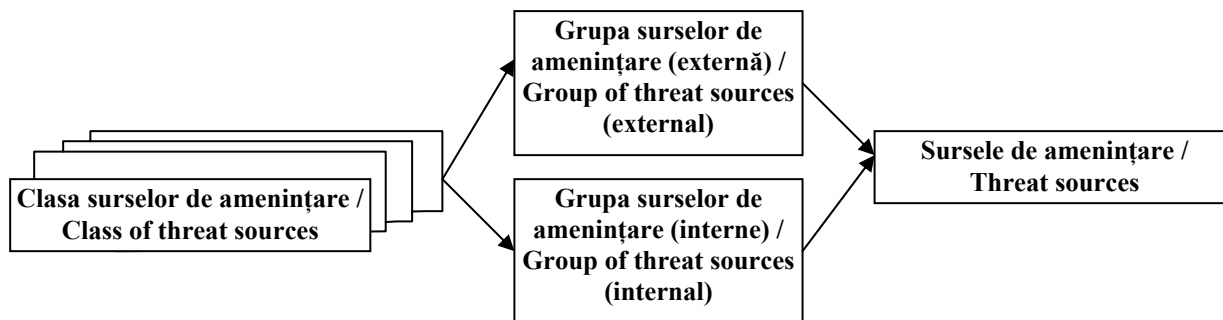 Clasa surselor de amenințare /
Class of threat sources
Grupa surselor de
amenințare (externă) /
Group of threat sources
(external)
Grupa surselor de
amenințare (interne) /
Group of threat sources
(internal)
Sursele de amenințare /
Threat sources